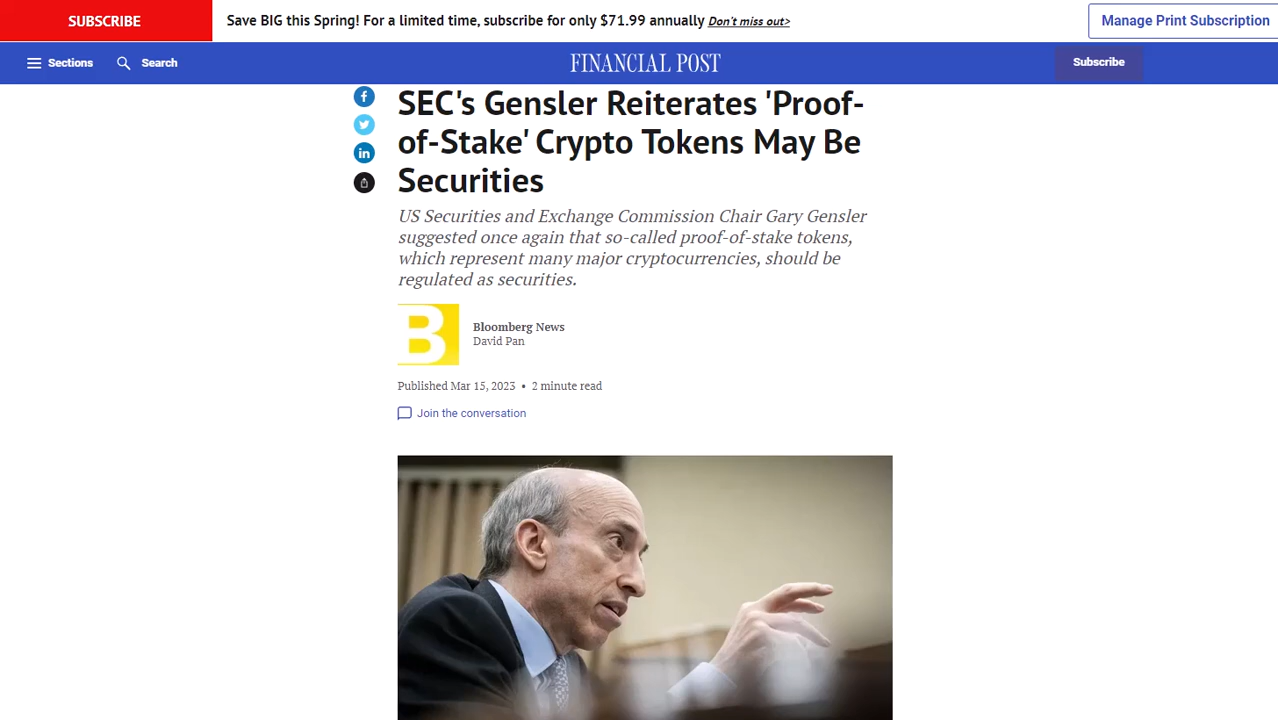 SUBSCRIBE
Save BIG this Spring! For a limited time, subscribe for only $71.99 annually Don't miss out>
Manage Print Subscription
Sections
Search
FINANCIAL POST
Subscribe
SEC's Gensler Reiterates 'Proof-
of-Stake' Crypto Tokens May Be
Securities
US Securities and Exchange Commission Chair Gary Gensler
suggested once again that so-called proof-of-stake tokens,
which represent many major cryptocurrencies, should be
regulated as securities.
B
Bloomberg News
David Pan
Published Mar 15, 2023 • 2 minute read
Join the conversation